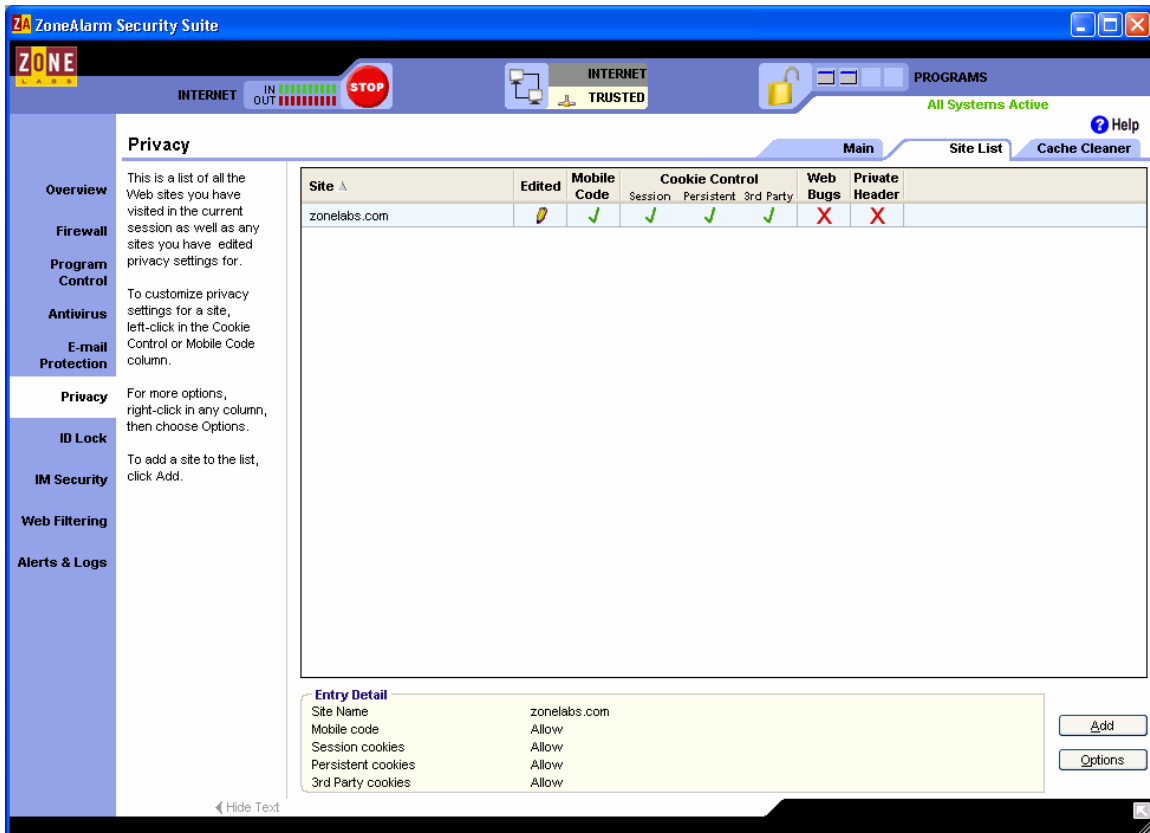 ZA ZoneAlarm Security Suite
ZONE
LABS
INTERNET IN
OUT
STOP
INTERNET
TRUSTED
PROGRAMS
All Systems Active
? Help
Privacy
Main
Site List
Cache Cleaner
Overview
Firewall
Program
Control
Antivirus
E-mail
Protection
Privacy
ID Lock
IM Security
Web Filtering
Alerts & Logs
This is a list of all the
Web sites you have
visited in the current
session as well as any
sites you have edited
privacy settings for.
To customize privacy
settings for a site,
left-click in the Cookie
Control or Mobile Code
column.
For more options,
right-click in any column,
then choose Options.
To add a site to the list,
click Add.
Hide Text
Site Edited Mobile Code Cookie Control Web Bugs Private Header
Session Persistent 3rd Party
zonelabs.com
Entry Detail
Site Name zonelabs.com
Mobile code Allow
Session cookies Allow
Persistent cookies Allow
3rd Party cookies Allow
Add
Options